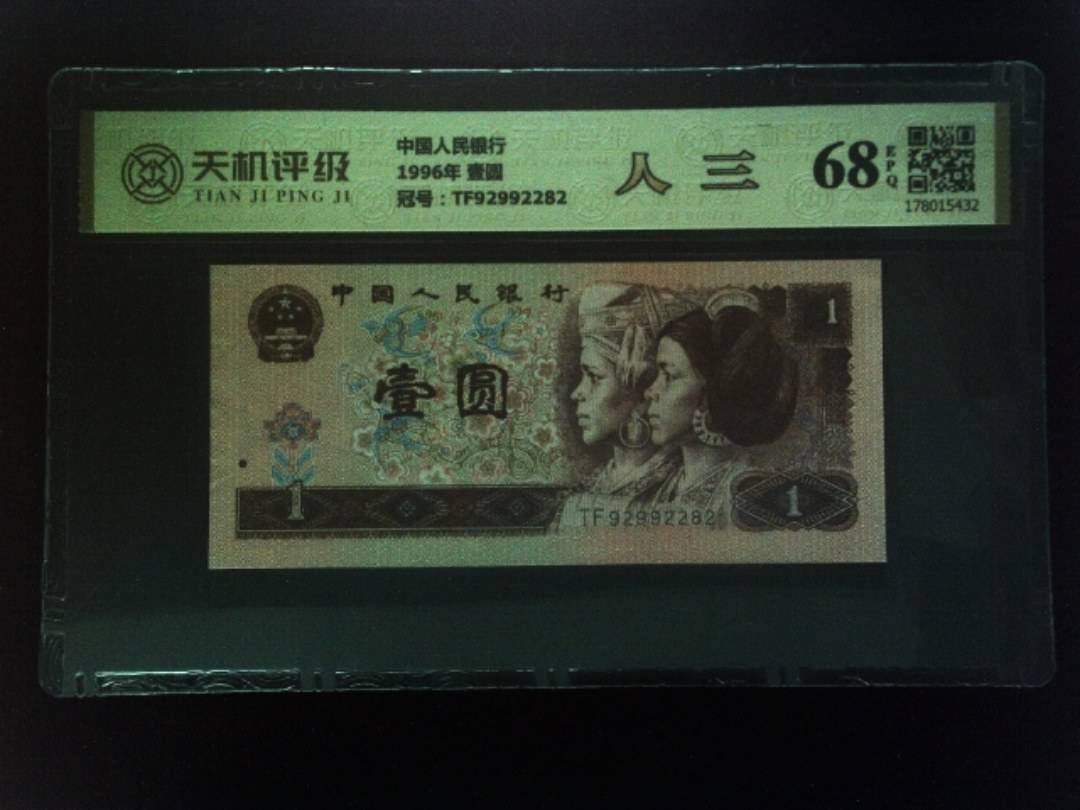 天机评级
TIAN JI PING JI
中国人民银行
1996年 壹圆
冠号：TF92992282
人 三
68
EPQ
178015432
中国人民银行
1
壹圆
1
TF92992282
1